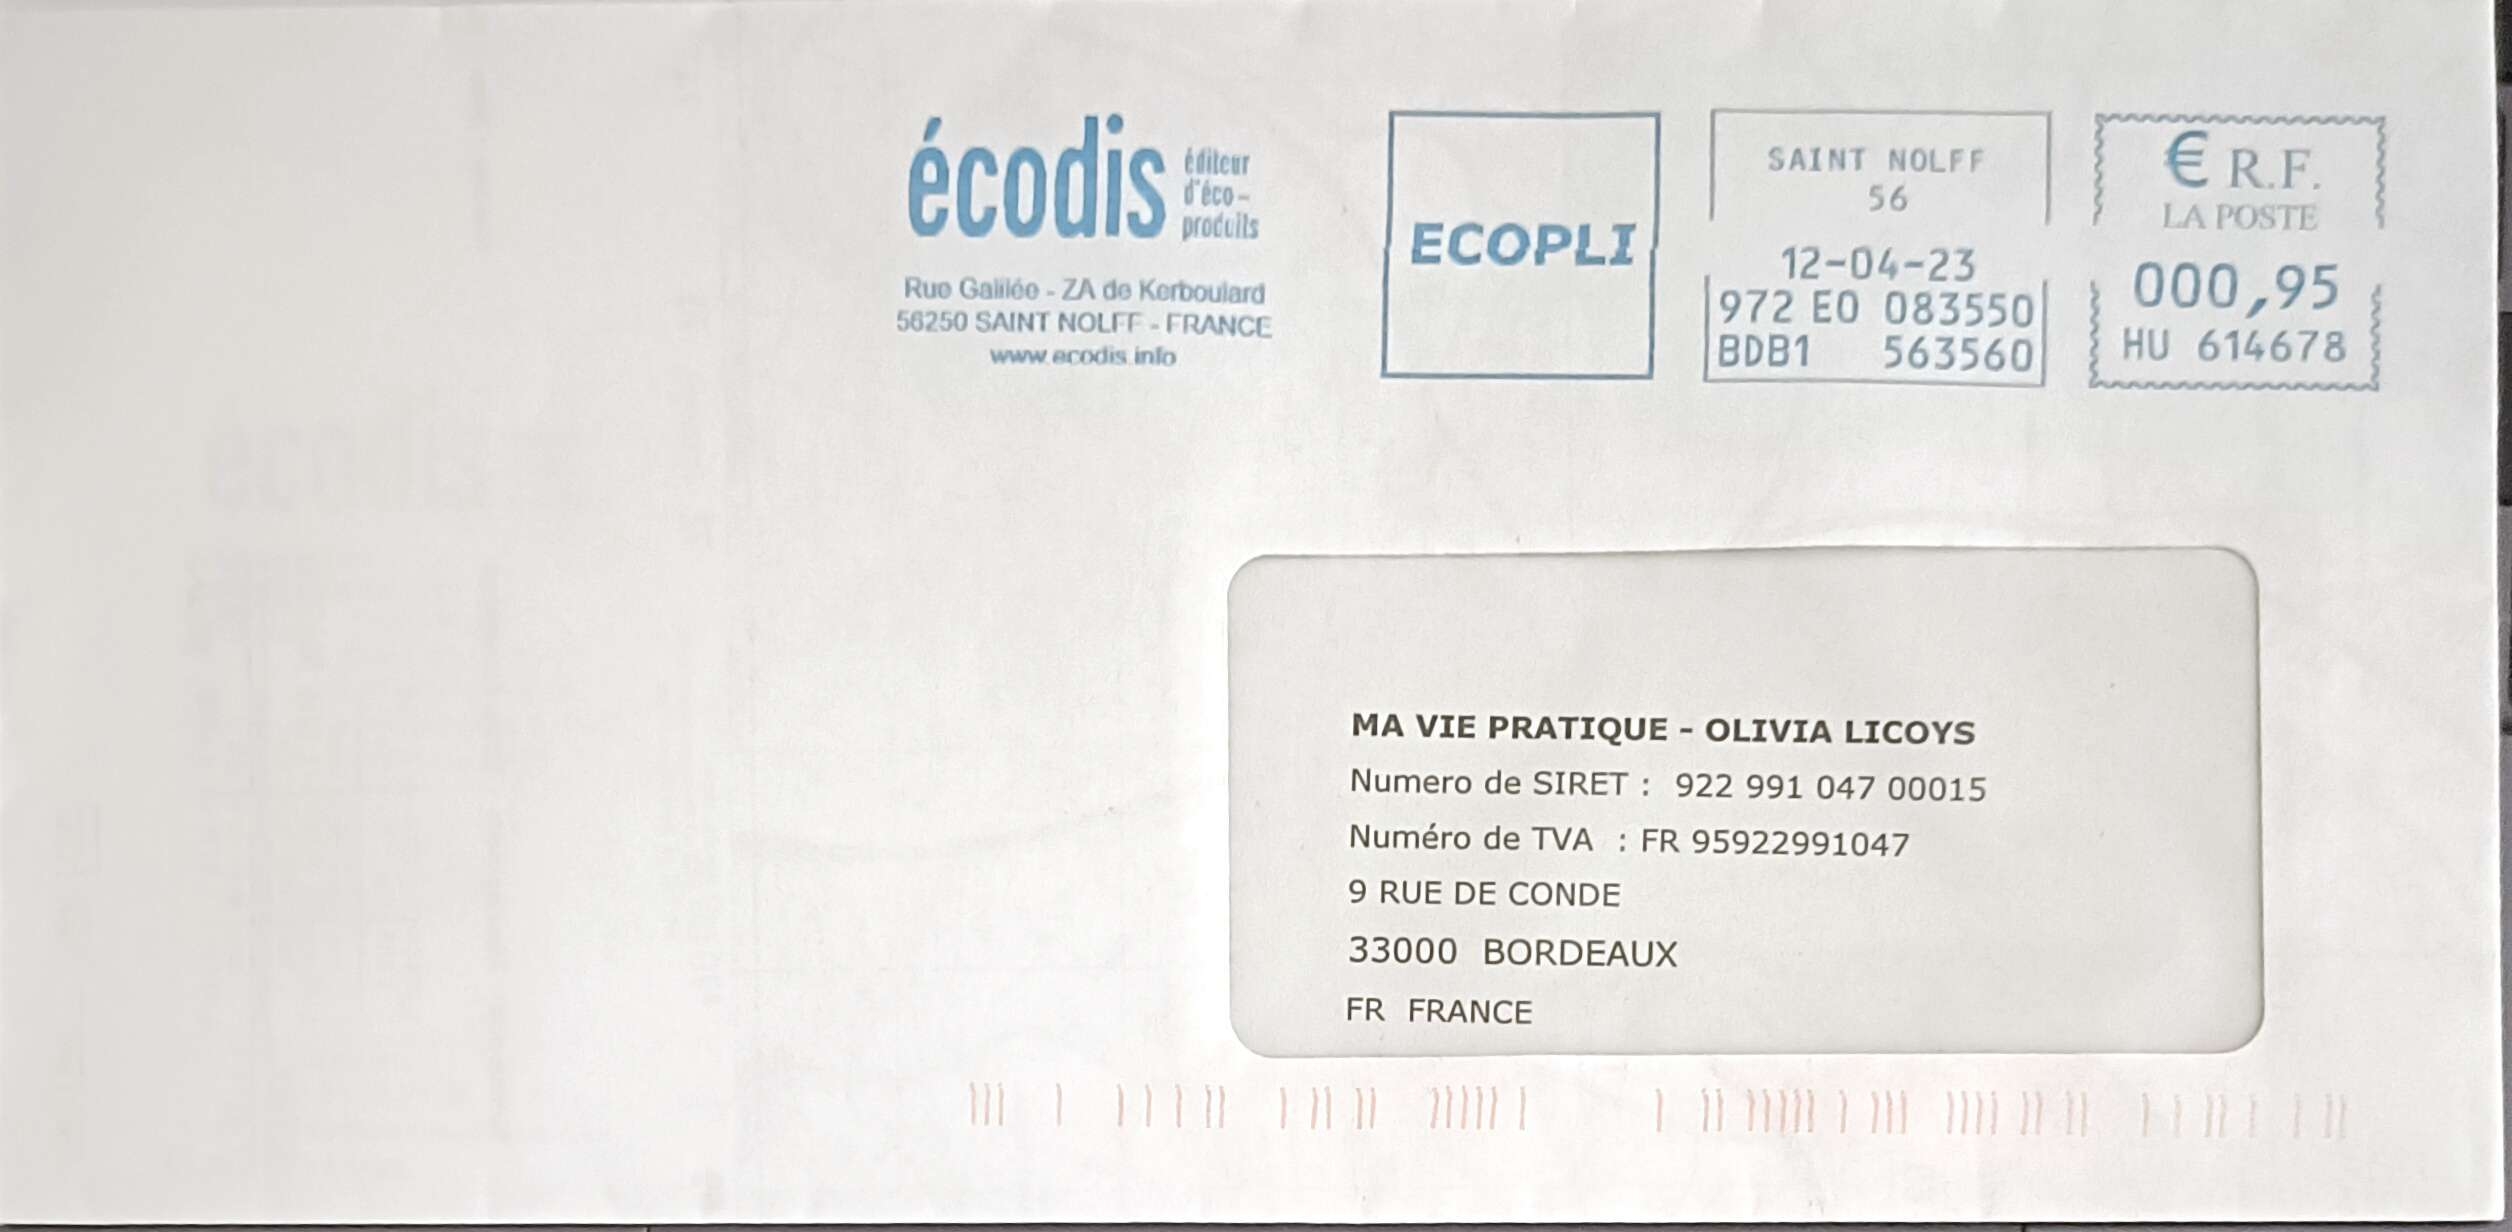 écodis
éditeur
d'éco-
produits
Rue Galilée - ZA de Kerboulard
56250 SAINT NOLFF - FRANCE
www.ecodis.info
ECOPLI
SAINT NOLFF
56
12-04-23
972 E0 083550
BDB1 563560
€ R.F.
LA POSTE
000,95
HU 614678
MA VIE PRATIQUE - OLIVIA LICOYS
Numero de SIRET : 922 991 047 00015
Numéro de TVA : FR 95922991047
9 RUE DE CONDE
33000 BORDEAUX
FR FRANCE